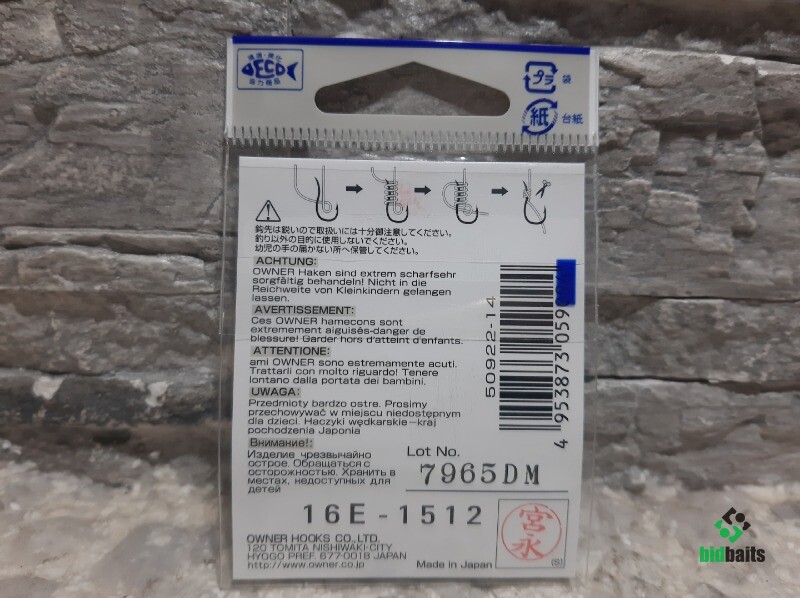 ECO
協力商品
プラ
袋
紙
台紙
鈎先は鋭いので取扱いには十分御注意してください。
釣り以外の目的に使用しないでください。
幼児の手の届かない所へ保管してください。
ACHTUNG:
OWNER Haken sind extrem scharfsehr
sorgfältig behandeln! Nicht in die
Reichweite von Kleinkindern gelangen
lassen.
AVERTISSEMENT:
Ces OWNER hamecons sont
extremement aiguisés-danger de
blessure! Garder hors d'atteint d'enfants.
ATTENTIONE:
ami OWNER sono estremamente acuti.
Trattarli con molto riguardo! Tenere
lontano dalla portata dei bambini.
UWAGA:
Przedmioty bardzo ostre. Prosimy
przechowywać w miejscu niedostępnym
dla dzieci. Haczyki wędkarskie-kraj
pochodzenia Japonia
Внимание!:
Изделие чрезвычайно
острое. Обращаться с
осторожностью. Хранить в
местах, недоступных для
детей
50922-14
4 953873 059
Lot No.
7965DM
16E-1512
宮永
(S)
OWNER HOOKS CO.,LTD.
120 TOMITA NISHIWAKI-CITY
HYOGO PREF. 677-0018 JAPAN
http://www.owner.co.jp
Made in Japan
bidbaits